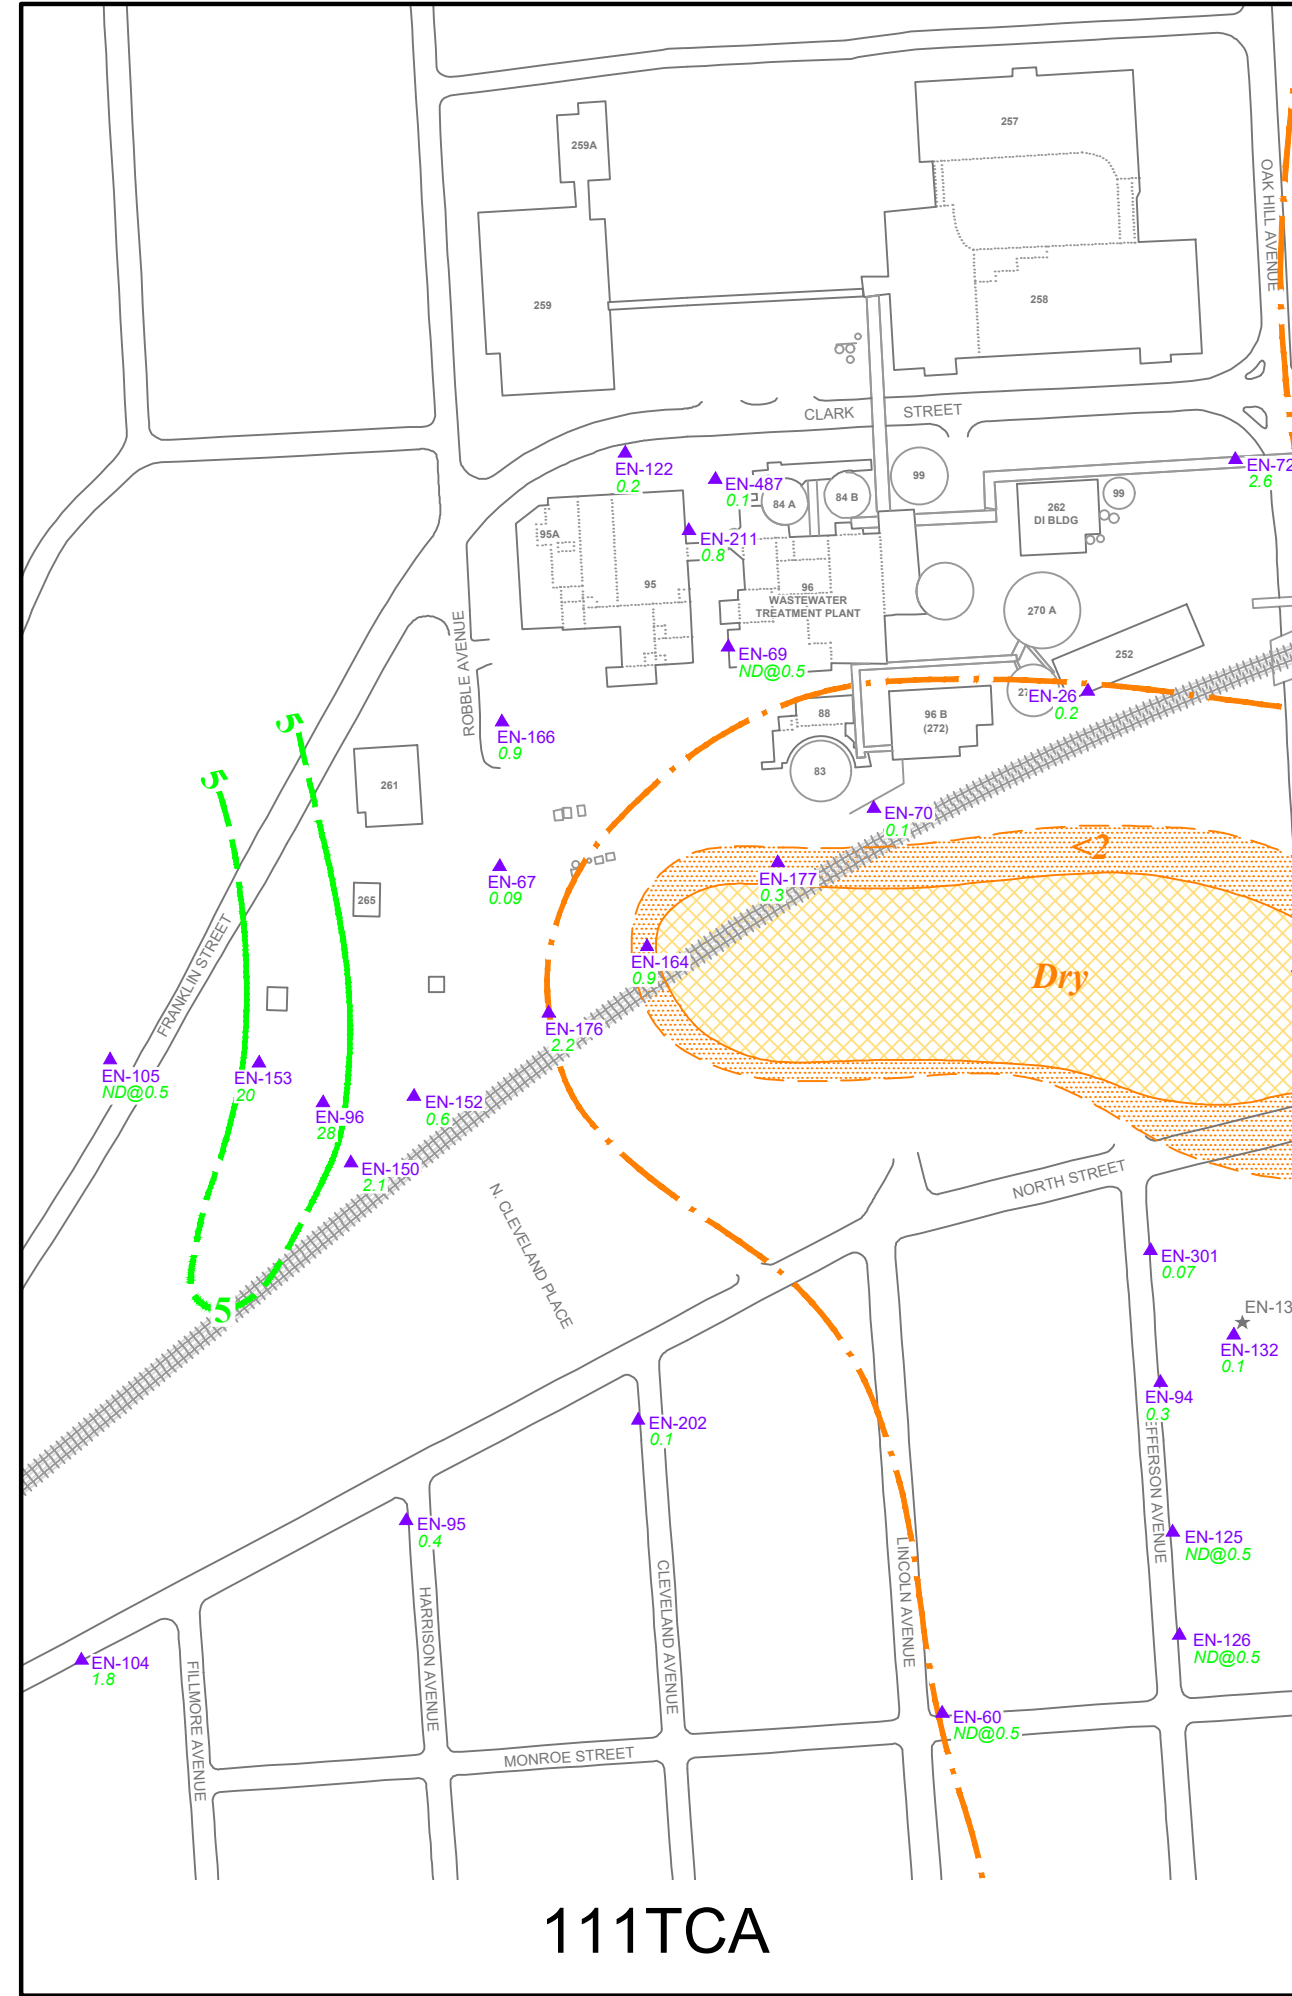 257
259A
OAK HILL AVENUE
259
258
CLARK STREET
EN-122
0.2
EN-487
0.1
84 A
84 B
99
99
EN-72
2.6
262
DI BLDG
95A
EN-211
0.8
95
96
WASTEWATER
TREATMENT PLANT
270 A
ROBBLE AVENUE
EN-69
ND@0.5
252
EN-26
0.2
EN-166
0.9
88
96 B
(272)
83
5
5
261
EN-70
0.1
<2
EN-177
0.3
EN-67
0.09
265
FRANKLIN STREET
EN-164
0.9
Dry
EN-176
2.2
EN-105
ND@0.5
EN-153
20
EN-96
28
EN-152
0.6
EN-150
2.1
N. CLEVELAND PLACE
NORTH STREET
EN-301
0.07
5
EN-13
EN-132
0.1
EN-94
0.3
EFFERSON AVENUE
EN-202
0.1
EN-95
0.4
EN-125
ND@0.5
LINCOLN AVENUE
CLEVELAND AVENUE
HARRISON AVENUE
EN-126
ND@0.5
EN-104
1.8
FILLMORE AVENUE
EN-60
ND@0.5
MONROE STREET
111TCA